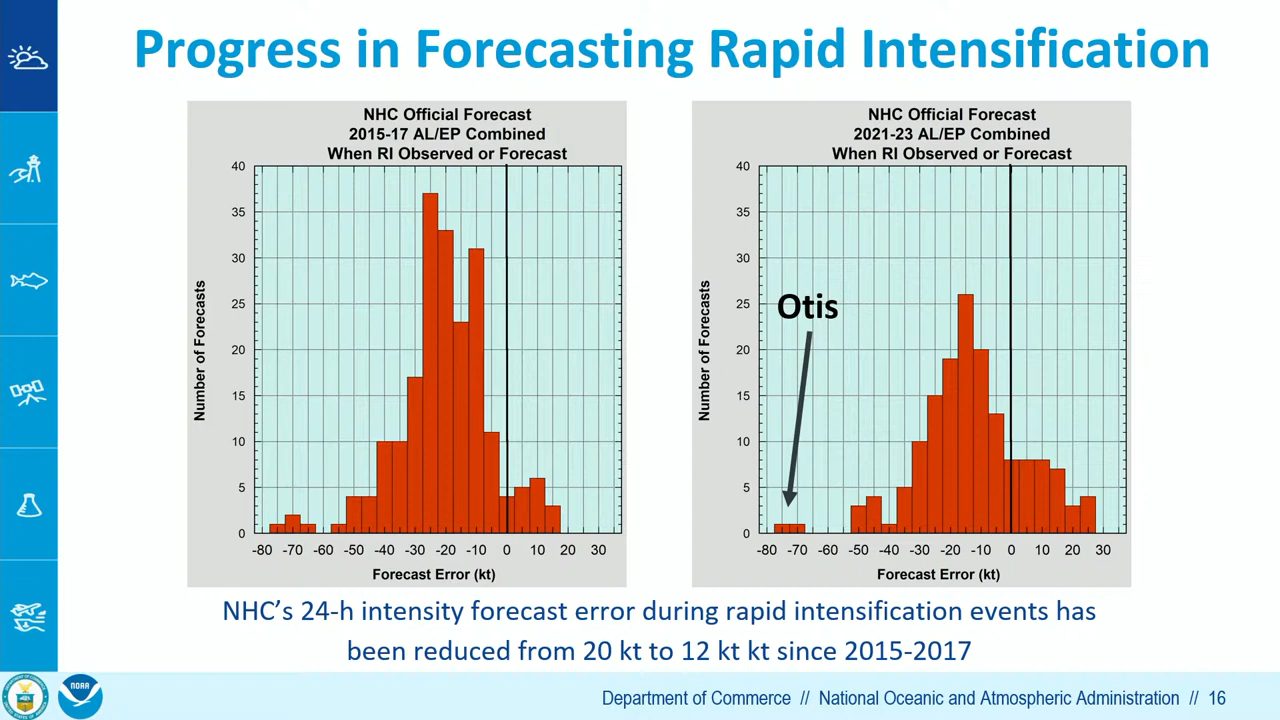 Progress in Forecasting Rapid Intensification
NHC Official Forecast
2015-17 AL/EP Combined
When RI Observed or Forecast
40
35
30
25
20
15
10
5
0
Number of Forecasts
-80 -70 -60 -50 -40 -30 -20 -10 0 10 20 30
Forecast Error (kt)
NHC Official Forecast
2021-23 AL/EP Combined
When RI Observed or Forecast
40
35
30
25
20
15
10
5
0
Number of Forecasts
Otis
-80 -70 -60 -50 -40 -30 -20 -10 0 10 20 30
Forecast Error (kt)
NHC's 24-h intensity forecast error during rapid intensification events has
been reduced from 20 kt to 12 kt kt since 2015-2017
NOAA
Department of Commerce // National Oceanic and Atmospheric Administration // 16